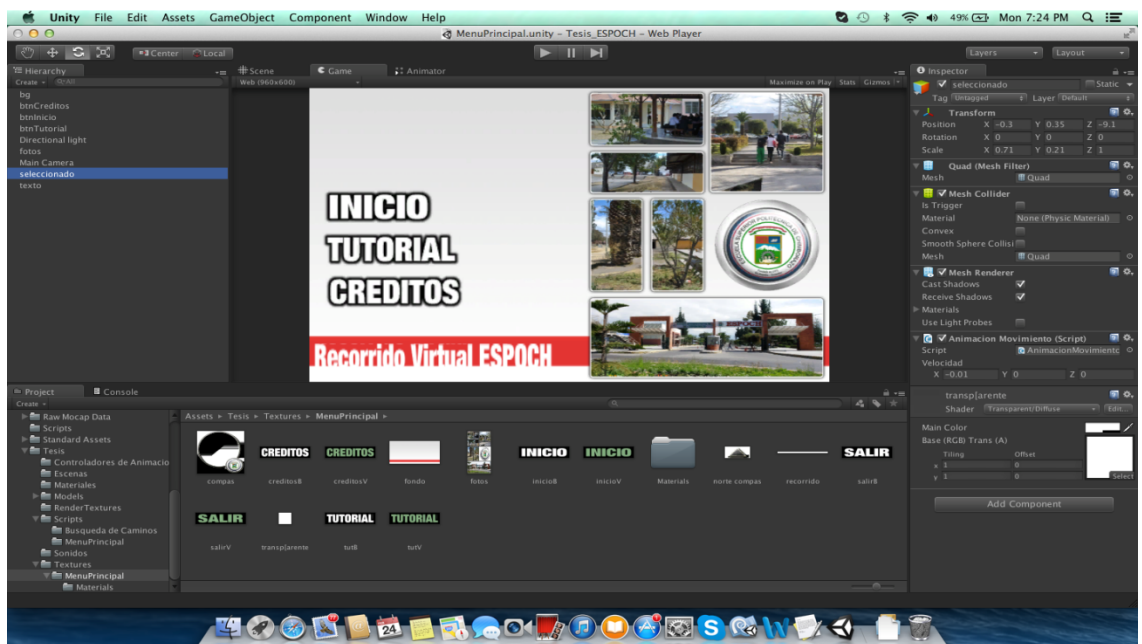 Unity File Edit Assets GameObject Component Window Help 49% Mon 7:24 PM
MenuPrincipal.unity - Tesis_ESPOCH - Web Player
Center Local Layers Layout
Hierarchy
Create
bg
btnCreditos
btnInicio
btnTutorial
Directional light
fotos
Main Camera
seleccionado
texto
Scene Game Animator
Web (960x600) Maximize on Play Stats Gizmos
INICIO
TUTORIAL
CREDITOS
Recorrido Virtual ESPOCH
Inspector
seleccionado Static
Tag Untagged Layer Default
Transform
Position X -0.3 Y 0.35 Z -9.1
Rotation X 0 Y 0 Z 0
Scale X 0.71 Y 0.21 Z 1
Quad (Mesh Filter)
Mesh Quad
Mesh Collider
Is Trigger
Material None (Physic Material)
Convex
Smooth Sphere Collisi
Mesh Quad
Mesh Renderer
Cast Shadows
Receive Shadows
Materials
Use Light Probes
Animacion Movimiento (Script)
Script AnimacionMovimiento
Velocidad
X -0.01 Y 0 Z 0
transp[arente
Shader Transparent/Diffuse Edit...
Main Color
Base (RGB) Trans (A)
Tiling Offset
x 1 0
y 1 0
Select
Add Component
Project Console
Create
Raw Mocap Data
Scripts
Standard Assets
Tesis
Controladores de Animacio
Escenas
Materiales
Models
RenderTextures
Scripts
Busqueda de Caminos
MenuPrincipal
Sonidos
Textures
MenuPrincipal
Materials
Assets Tesis Textures MenuPrincipal
CREDITOS CREDITOS INICIO INICIO SALIR
compas creditosB creditosV fondo fotos inicioB inicioV Materials norte compas recorrido salirB
SALIR TUTORIAL TUTORIAL
salirV transp[arente tutB tutV
24